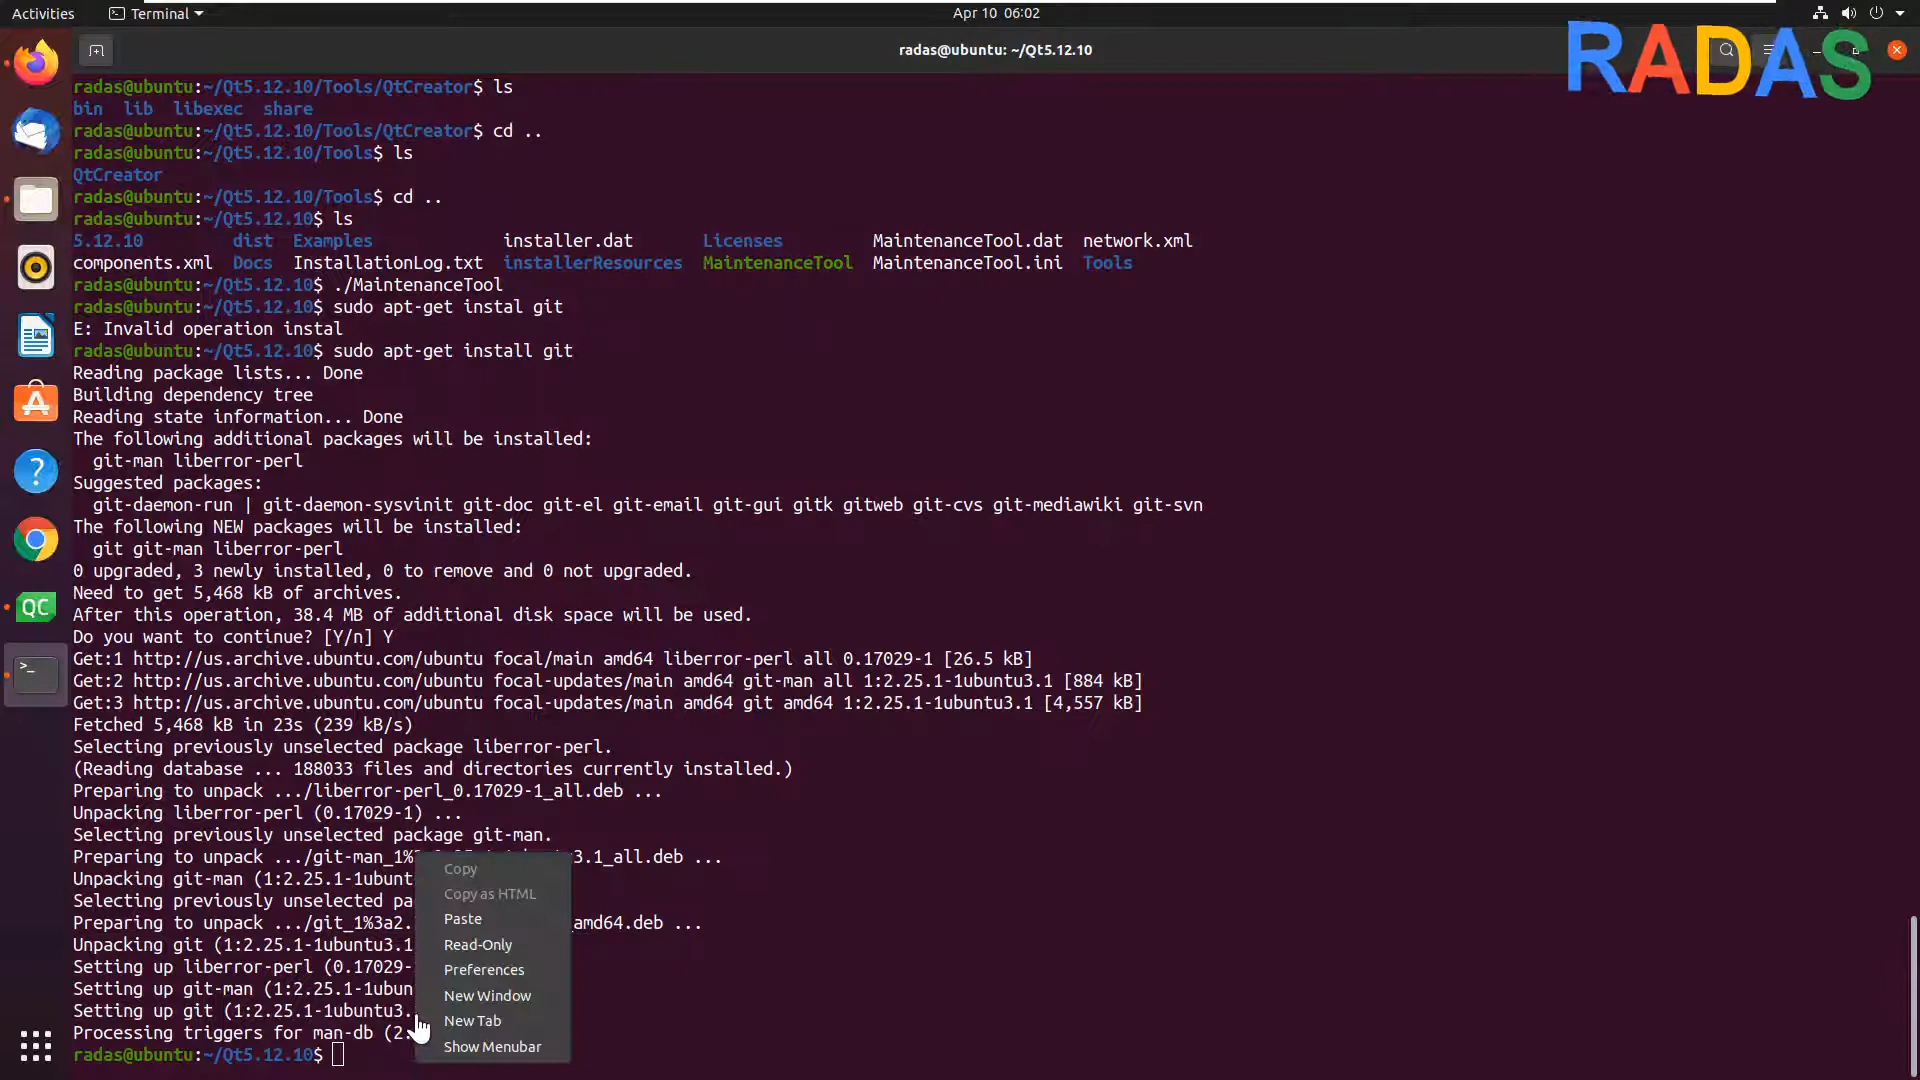 Activities Terminal Apr 10 06:02
radas@ubuntu: ~/Qt5.12.10
RADAS
radas@ubuntu:~/Qt5.12.10/Tools/QtCreator$ ls
bin lib libexec share
radas@ubuntu:~/Qt5.12.10/Tools/QtCreator$ cd ..
radas@ubuntu:~/Qt5.12.10/Tools$ ls
QtCreator
radas@ubuntu:~/Qt5.12.10/Tools$ cd ..
radas@ubuntu:~/Qt5.12.10$ ls
5.12.10 dist Examples installer.dat Licenses MaintenanceTool.dat network.xml
components.xml Docs InstallationLog.txt installerResources MaintenanceTool MaintenanceTool.ini Tools
radas@ubuntu:~/Qt5.12.10$ ./MaintenanceTool
radas@ubuntu:~/Qt5.12.10$ sudo apt-get instal git
E: Invalid operation instal
radas@ubuntu:~/Qt5.12.10$ sudo apt-get install git
Reading package lists... Done
Building dependency tree
Reading state information... Done
The following additional packages will be installed:
git-man liberror-perl
Suggested packages:
git-daemon-run | git-daemon-sysvinit git-doc git-el git-email git-gui gitk gitweb git-cvs git-mediawiki git-svn
The following NEW packages will be installed:
git git-man liberror-perl
0 upgraded, 3 newly installed, 0 to remove and 0 not upgraded.
Need to get 5,468 kB of archives.
After this operation, 38.4 MB of additional disk space will be used.
Do you want to continue? [Y/n] Y
Get:1 http://us.archive.ubuntu.com/ubuntu focal/main amd64 liberror-perl all 0.17029-1 [26.5 kB]
Get:2 http://us.archive.ubuntu.com/ubuntu focal-updates/main amd64 git-man all 1:2.25.1-1ubuntu3.1 [884 kB]
Get:3 http://us.archive.ubuntu.com/ubuntu focal-updates/main amd64 git amd64 1:2.25.1-1ubuntu3.1 [4,557 kB]
Fetched 5,468 kB in 23s (239 kB/s)
Selecting previously unselected package liberror-perl.
(Reading database ... 188033 files and directories currently installed.)
Preparing to unpack .../liberror-perl_0.17029-1_all.deb ...
Unpacking liberror-perl (0.17029-1) ...
Selecting previously unselected package git-man.
Preparing to unpack .../git-man_1% 3.1_all.deb ...
Unpacking git-man (1:2.25.1-1ubunt
Selecting previously unselected pa
Preparing to unpack .../git_1%3a2. amd64.deb ...
Unpacking git (1:2.25.1-1ubuntu3.1
Setting up liberror-perl (0.17029-
Setting up git-man (1:2.25.1-1ubun
Setting up git (1:2.25.1-1ubuntu3.
Processing triggers for man-db (2.
radas@ubuntu:~/Qt5.12.10$
Copy
Copy as HTML
Paste
Read-Only
Preferences
New Window
New Tab
Show Menubar
QC